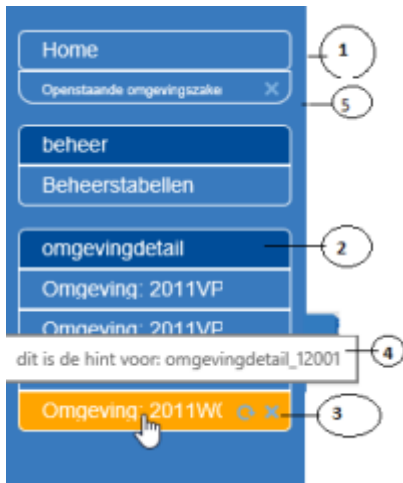 Home
1
Openstaande omgevingszake
5
beheer
Beheerstabellen
omgevingdetail
2
Omgeving: 2011VP
Omgeving: 2011VP
dit is de hint voor: omgevingdetail_12001
4
Omgeving: 2011W(
3